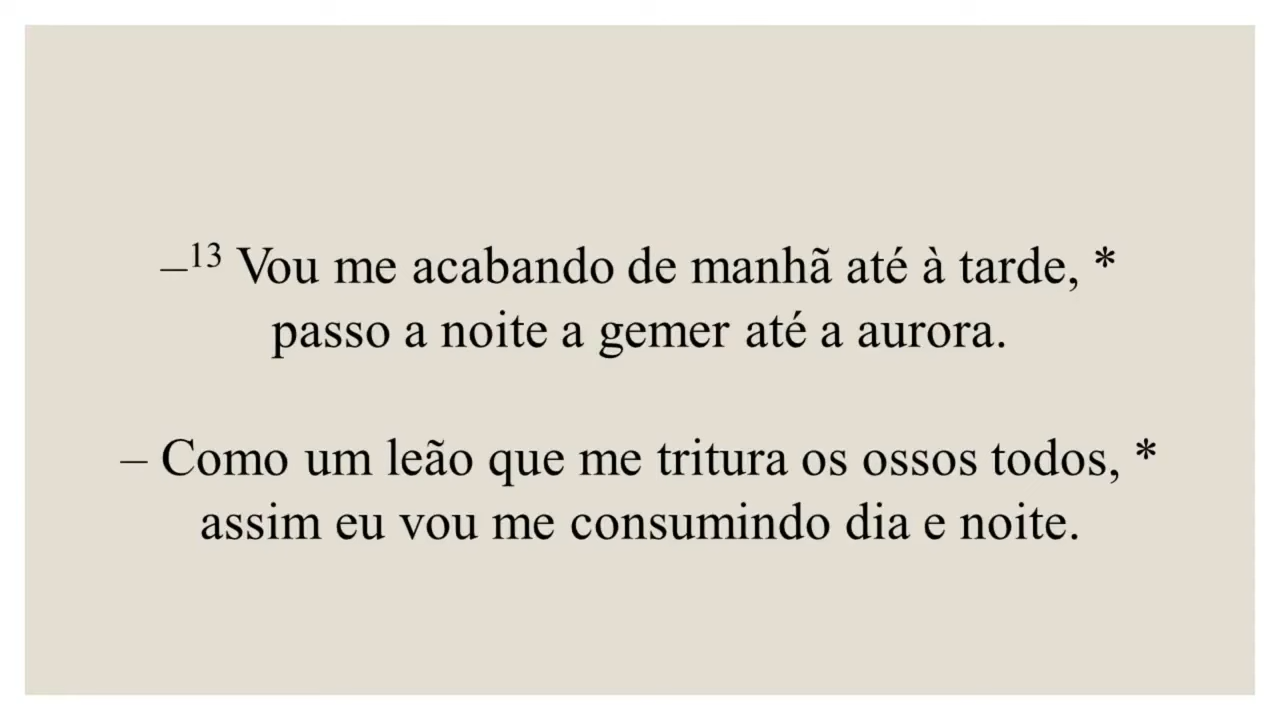 –13 Vou me acabando de manhã até à tarde, *
passo a noite a gemer até a aurora.
– Como um leão que me tritura os ossos todos, *
assim eu vou me consumindo dia e noite.